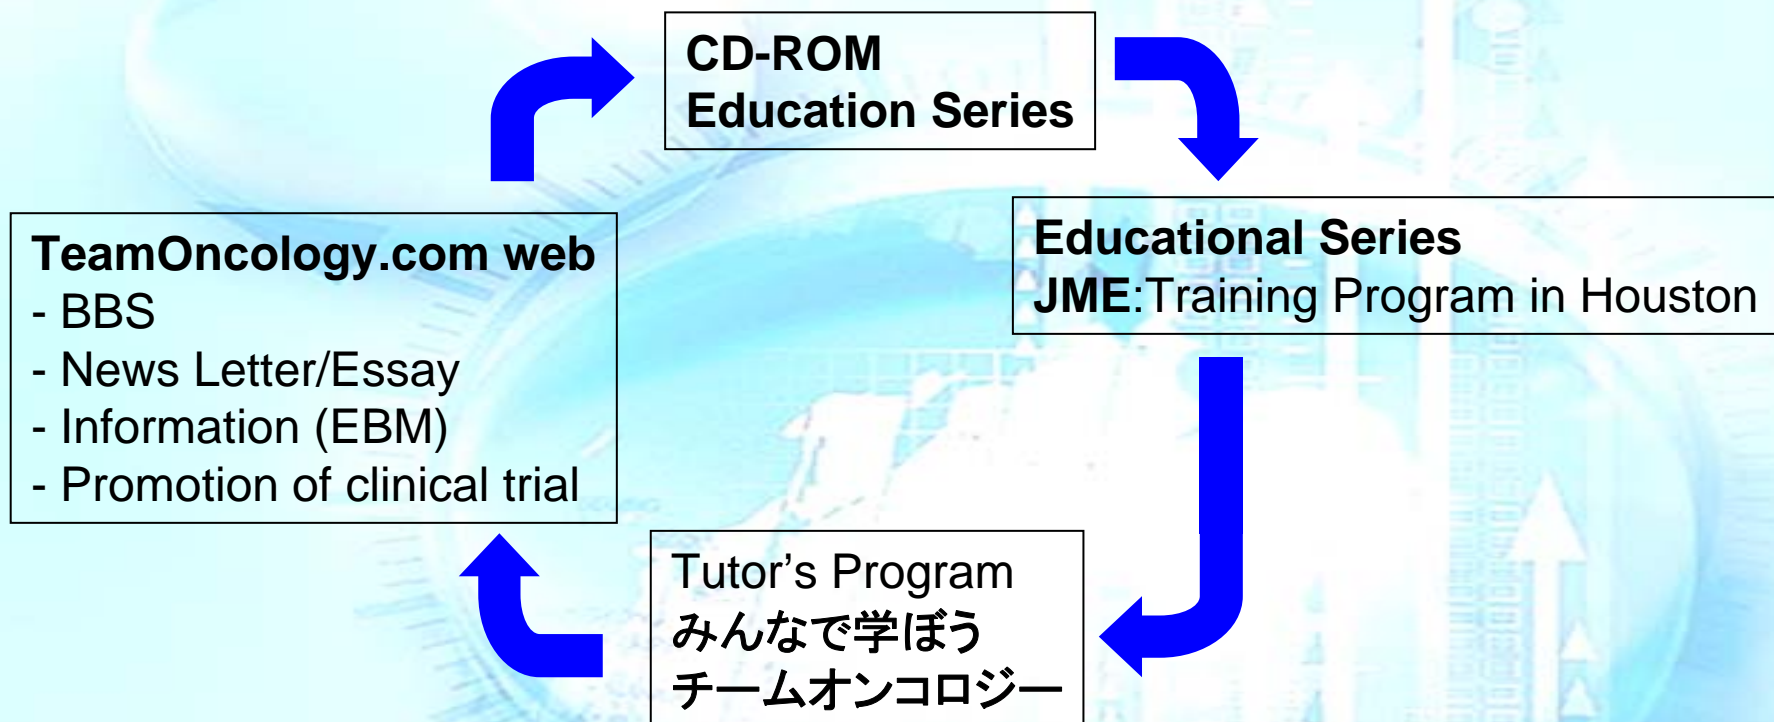 CD-ROM
Education Series
TeamOncology.com web
- BBS
- News Letter/Essay
- Information (EBM)
- Promotion of clinical trial
Educational Series
JME:Training Program in Houston
Tutor's Program
みんなで学ぼう
チームオンコロジー